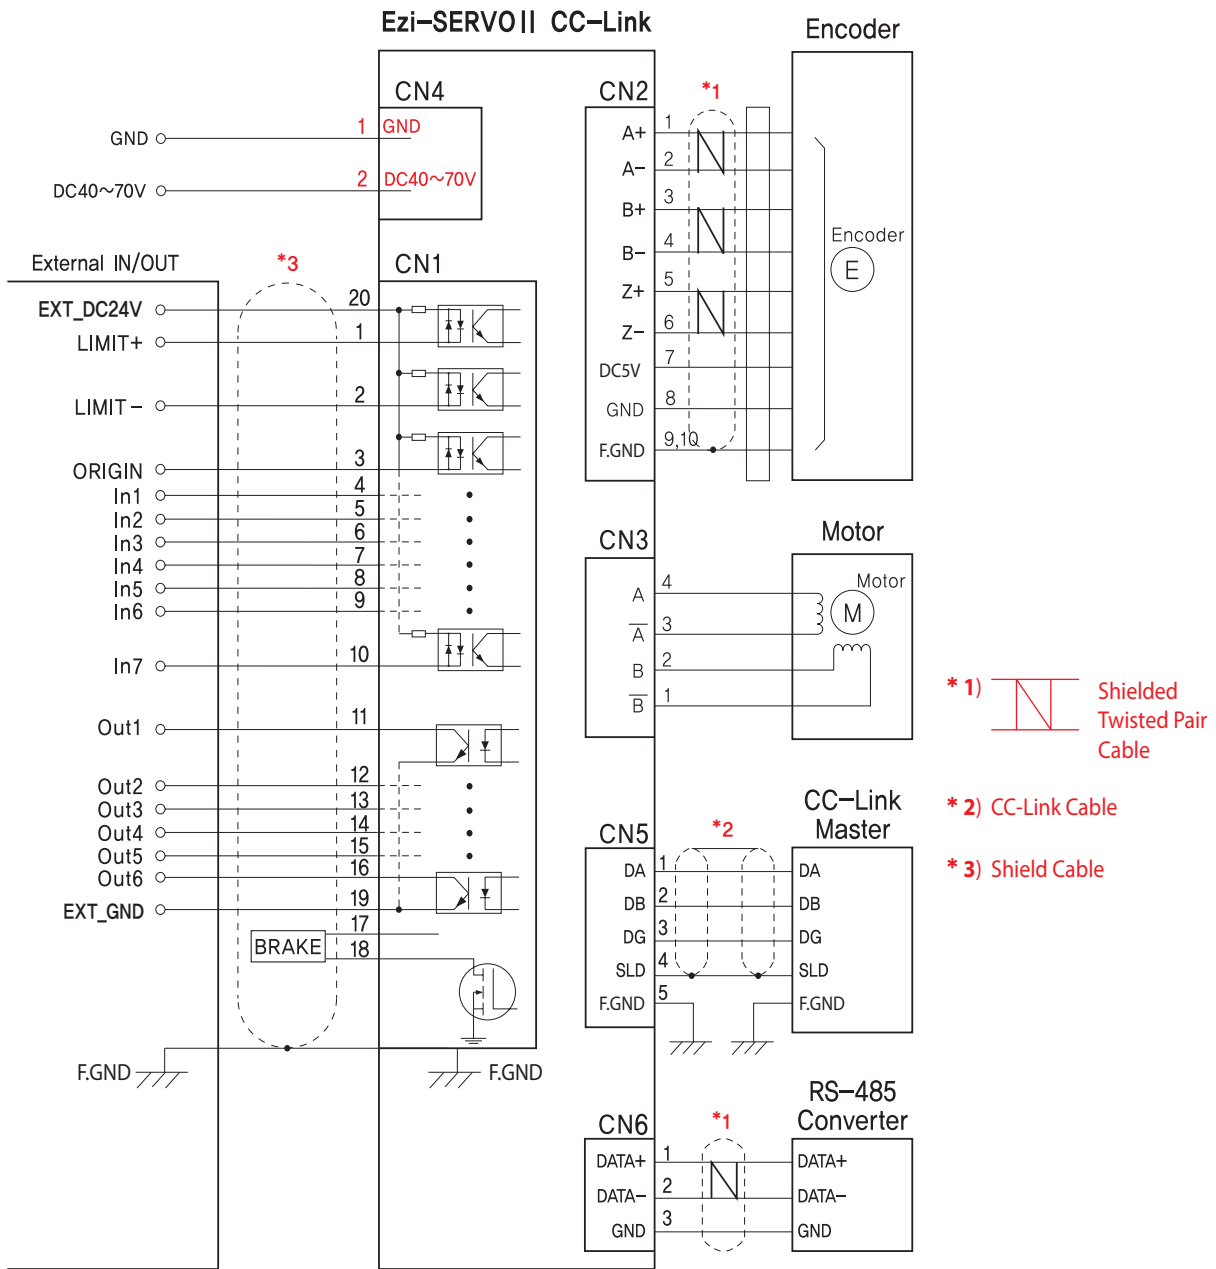 Ezi-SERVOII CC-Link
CN4
GND 1 GND
DC40~70V 2 DC40~70V
External IN/OUT
*3
CN1
EXT_DC24V 20
LIMIT+ 1
LIMIT- 2
ORIGIN 3
In1 4
In2 5
In3 6
In4 7
In5 8
In6 9
In7 10
Out1 11
Out2 12
Out3 13
Out4 14
Out5 15
Out6 16
EXT_GND 19
BRAKE 17
18
F.GND
F.GND
Encoder
CN2
*1
A+ 1
A- 2
B+ 3
B- 4
Z+ 5
Z- 6
DC5V 7
GND 8
F.GND 9,10
Encoder
E
CN3
Motor
A 4
A̅ 3
B 2
B̅ 1
Motor
M
CN5
*2
CC-Link
Master
DA 1 DA
DB 2 DB
DG 3 DG
SLD 4 SLD
F.GND 5 F.GND
CN6
*1
RS-485
Converter
DATA+ 1 DATA+
DATA- 2 DATA-
GND 3 GND
* 1) Shielded
Twisted Pair
Cable
* 2) CC-Link Cable
* 3) Shield Cable